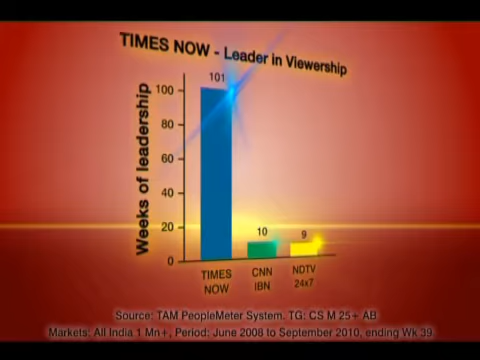 TIMES NOW - Leader in Viewership
Weeks of leadership
100
80
60
40
20
0
101
10
9
TIMES NOW
CNN IBN
NDTV 24x7
Source: TAM PeopleMeter System. TG: CS M 25+ AB
Markets: All India 1 Mn+, Period: June 2008 to September 2010, ending Wk 39